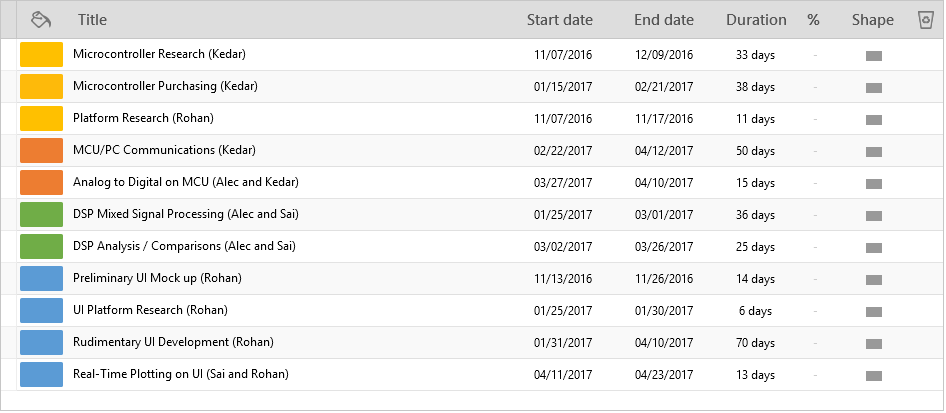 Title Start date End date Duration % Shape
Microcontroller Research (Kedar) 11/07/2016 12/09/2016 33 days -
Microcontroller Purchasing (Kedar) 01/15/2017 02/21/2017 38 days -
Platform Research (Rohan) 11/07/2016 11/17/2016 11 days -
MCU/PC Communications (Kedar) 02/22/2017 04/12/2017 50 days -
Analog to Digital on MCU (Alec and Kedar) 03/27/2017 04/10/2017 15 days -
DSP Mixed Signal Processing (Alec and Sai) 01/25/2017 03/01/2017 36 days -
DSP Analysis / Comparisons (Alec and Sai) 03/02/2017 03/26/2017 25 days -
Preliminary UI Mock up (Rohan) 11/13/2016 11/26/2016 14 days -
UI Platform Research (Rohan) 01/25/2017 01/30/2017 6 days -
Rudimentary UI Development (Rohan) 01/31/2017 04/10/2017 70 days -
Real-Time Plotting on UI (Sai and Rohan) 04/11/2017 04/23/2017 13 days -